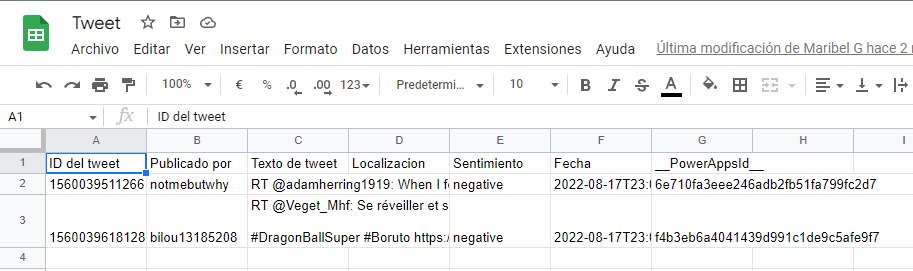 Tweet
Archivo Editar Ver Insertar Formato Datos Herramientas Extensiones Ayuda Última modificación de Maribel G hace 2
100% € % .0 .00 123 Predetermi... 10 B I S A
A1 fx ID del tweet
A B C D E F G H I
1 ID del tweet Publicado por Texto de tweet Localizacion Sentimiento Fecha __PowerAppsId__
2 1560039511266 notmebutwhy RT @adamherring1919: When I f negative 2022-08-17T23: 6e710fa3eee246adb2fb51fa799fc2d7
RT @Veget_Mhf: Se réveiller et s
3
1560039618128 bilou13185208 #DragonBallSuper #Boruto https:/ negative 2022-08-17T23: f4b3eb6a4041439d991c1de9c5afe9f7
4